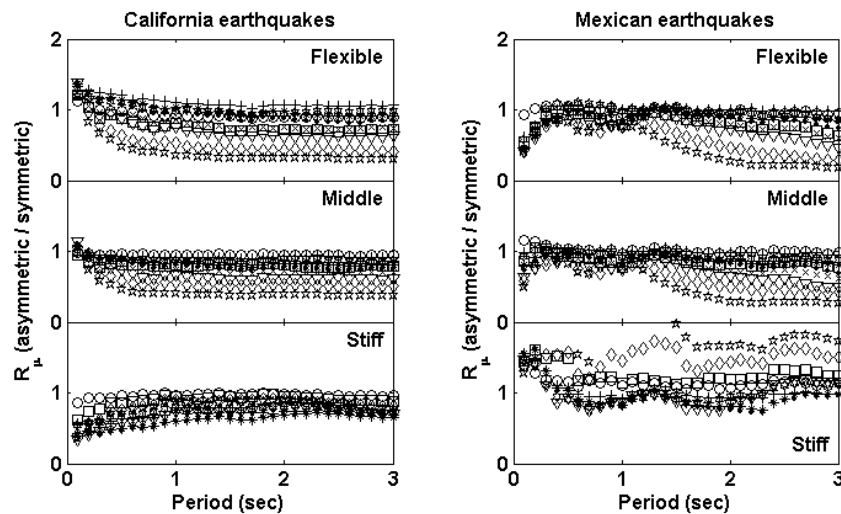 California earthquakes
Mexican earthquakes
R_μ (asymmetric / symmetric)
2
Flexible
1
0
Middle
1
0
Stiff
1
0
0 1 2 3
Period (sec)
R_μ (asymmetric / symmetric)
2
Flexible
1
0
Middle
1
0
1
Stiff
0
0 1 2 3
Period (sec)